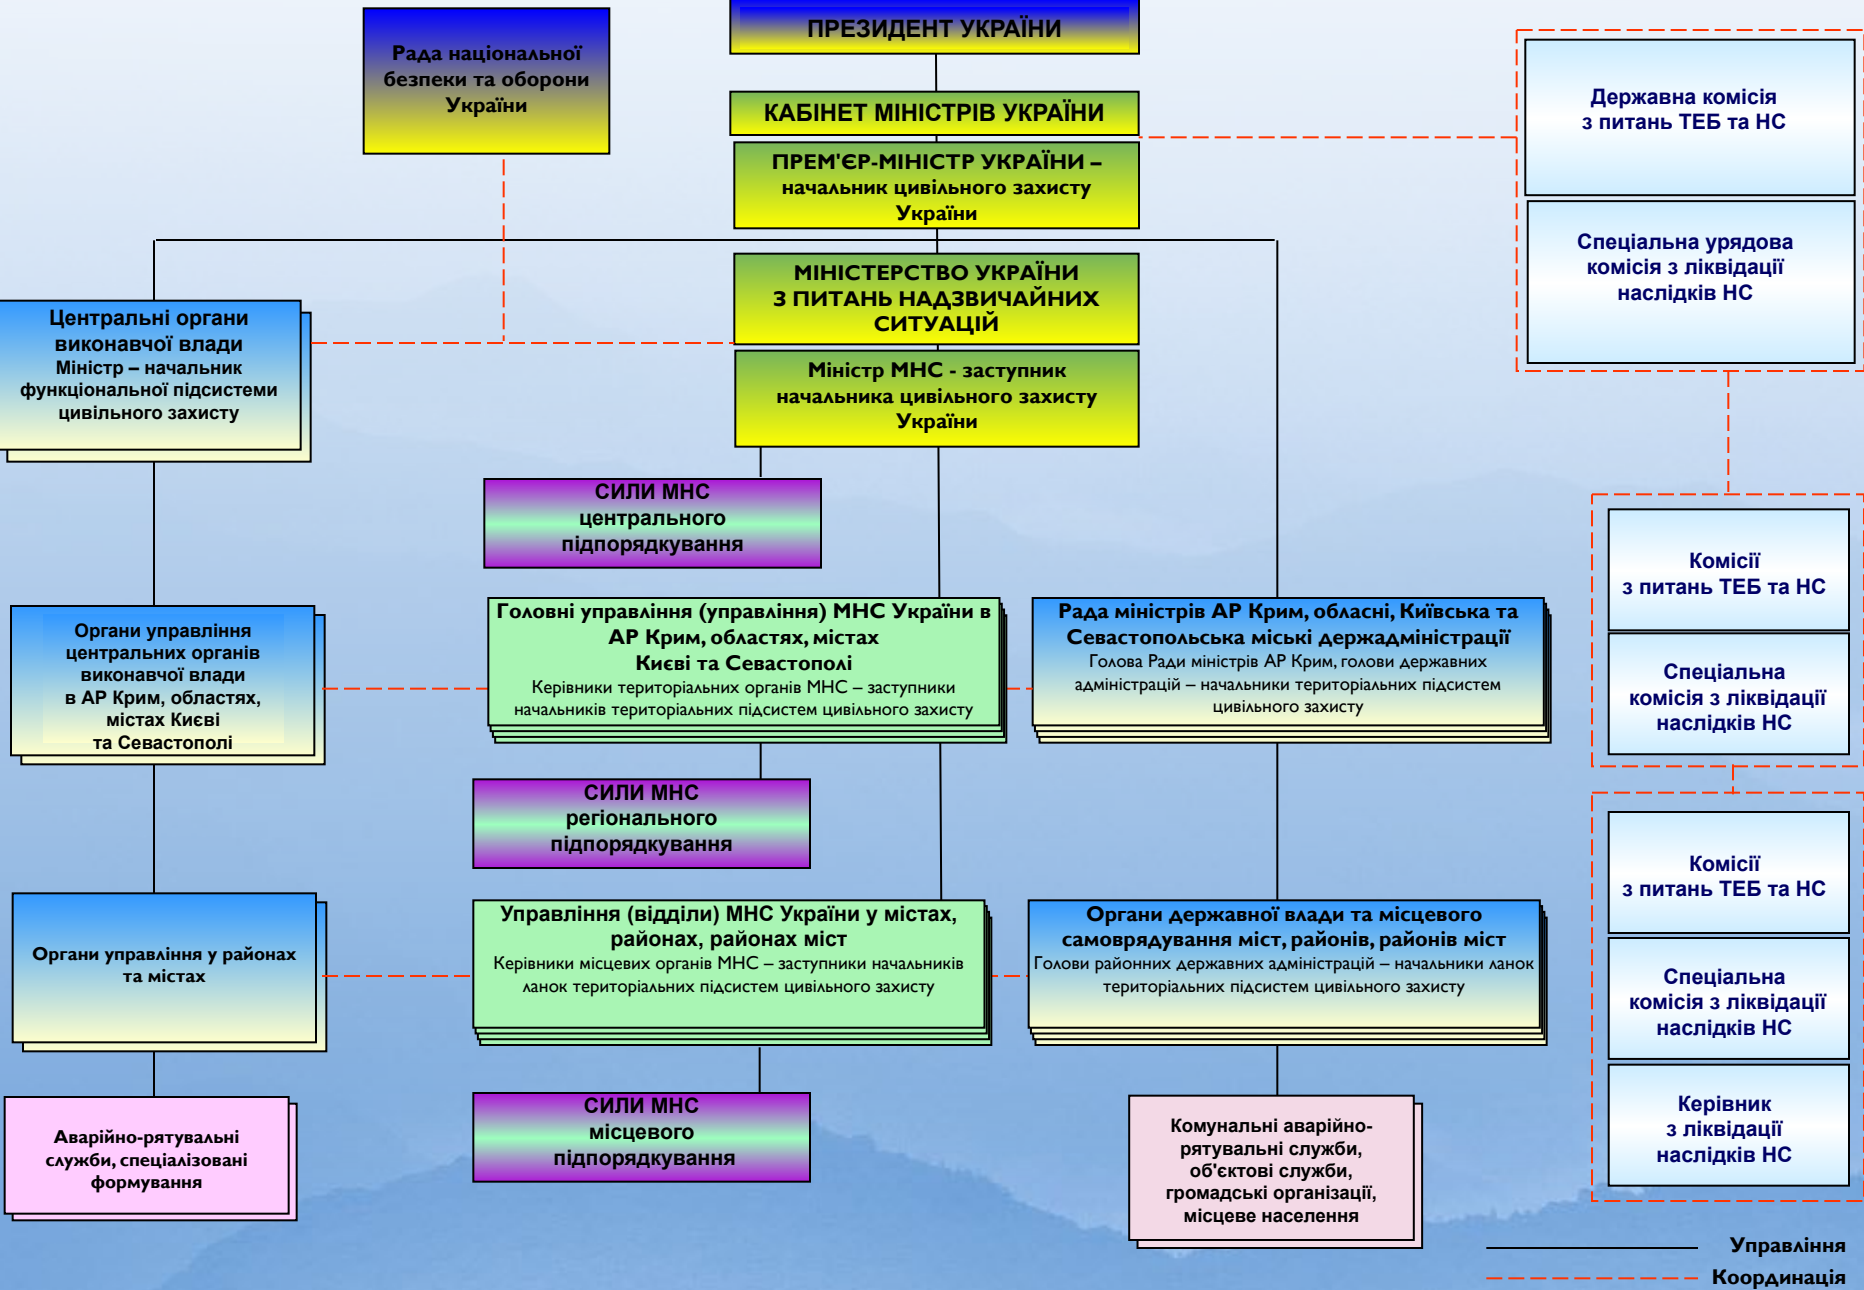 ПРЕЗИДЕНТ УКРАЇНИ
Рада національної
безпеки та оборони
України
КАБІНЕТ МІНІСТРІВ УКРАЇНИ
ПРЕМ'ЄР-МІНІСТР УКРАЇНИ –
начальник цивільного захисту
України
Державна комісія
з питань ТЕБ та НС
Спеціальна урядова
комісія з ліквідації
наслідків НС
МІНІСТЕРСТВО УКРАЇНИ
З ПИТАНЬ НАДЗВИЧАЙНИХ
СИТУАЦІЙ
Міністр МНС - заступник
начальника цивільного захисту
України
Центральні органи
виконавчої влади
Міністр – начальник
функціональної підсистеми
цивільного захисту
СИЛИ МНС
центрального
підпорядкування
Органи управління
центральних органів
виконавчої влади
в АР Крим, областях,
містах Києві
та Севастополі
Головні управління (управління) МНС України в
АР Крим, областях, містах
Києві та Севастополі
Керівники територіальних органів МНС – заступники
начальників територіальних підсистем цивільного захисту
Рада міністрів АР Крим, обласні, Київська та
Севастопольська міські держадміністрації
Голова Ради міністрів АР Крим, голови державних
адміністрацій – начальники територіальних підсистем
цивільного захисту
Комісії
з питань ТЕБ та НС
Спеціальна
комісія з ліквідації
наслідків НС
СИЛИ МНС
регіонального
підпорядкування
Органи управління у районах
та містах
Управління (відділи) МНС України у містах,
районах, районах міст
Керівники місцевих органів МНС – заступники начальників
ланок територіальних підсистем цивільного захисту
Органи державної влади та місцевого
самоврядування міст, районів, районів міст
Голови районних державних адміністрацій – начальники ланок
територіальних підсистем цивільного захисту
Комісії
з питань ТЕБ та НС
Спеціальна
комісія з ліквідації
наслідків НС
Керівник
з ліквідації
наслідків НС
Аварійно-рятувальні
служби, спеціалізовані
формування
СИЛИ МНС
місцевого
підпорядкування
Комунальні аварійно-
рятувальні служби,
об'єктові служби,
громадські організації,
місцеве населення
Управління
Координація